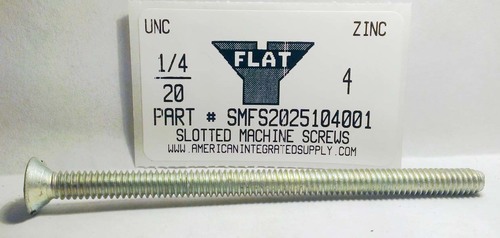 UNC ZINC
FLAT
1/4
20
4
PART # SMFS2025104001
SLOTTED MACHINE SCREWS
WWW.AMERICANINTEGRATEDSUPPLY.COM